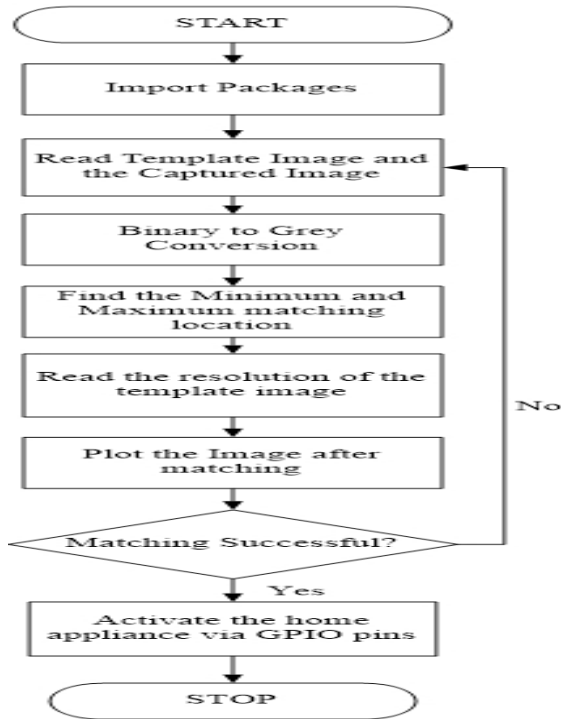 START
Import Packages
Read Template Image and
the Captured Image
Binary to Grey
Conversion
Find the Minimum and
Maximum matching
location
Read the resolution of the
template image
No
Plot the Image after
matching
Matching Successful?
Yes
Activate the home
appliance via GPIO pins
STOP